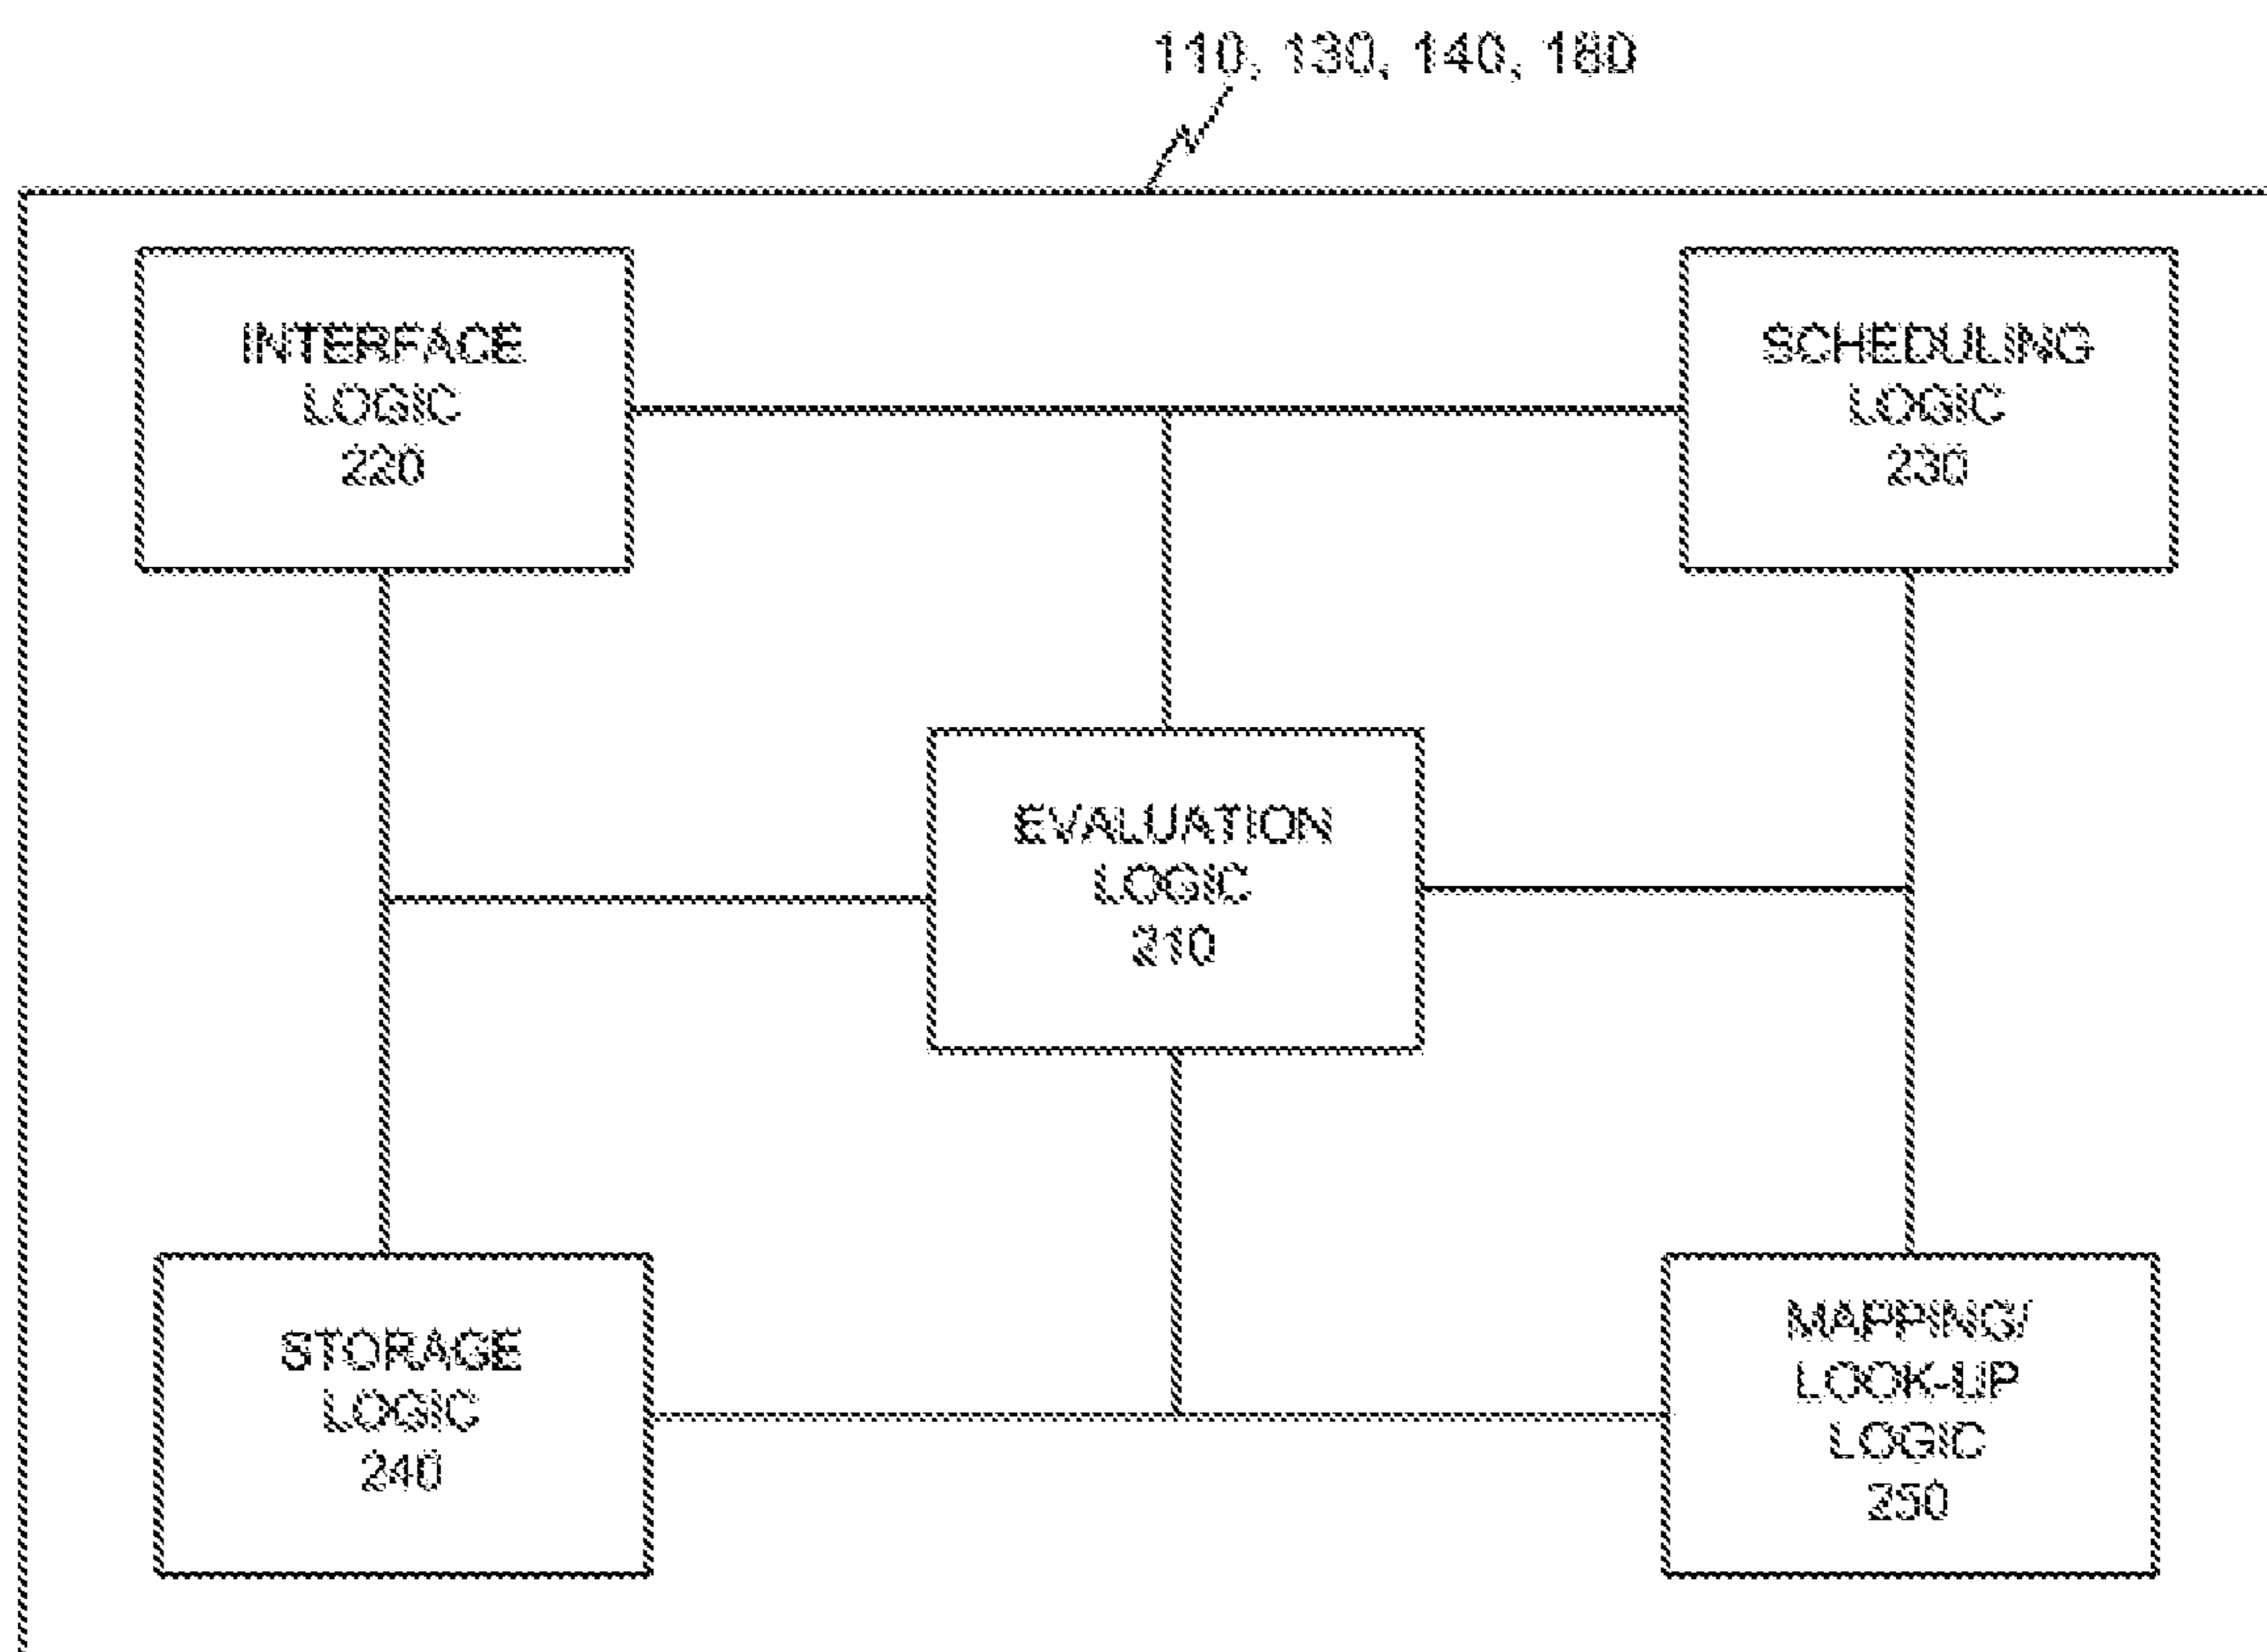 110, 130, 140,
INTERFACE
LOGIC
220
SCHEDULING
LOGIC
230
EVALUATION
LOGIC
210
STORAGE
LOGIC
240
MAPPING/
LOOK-UP
LOGIC
250